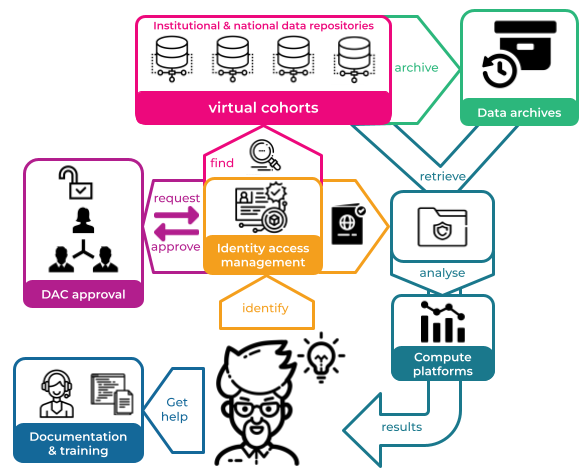 Institutional & national data repositories
virtual cohorts
archive
Data archives
find
retrieve
request
approve
DAC approval
Identity access
management
analyse
identify
Compute
platforms
Get
help
results
Documentation
& training